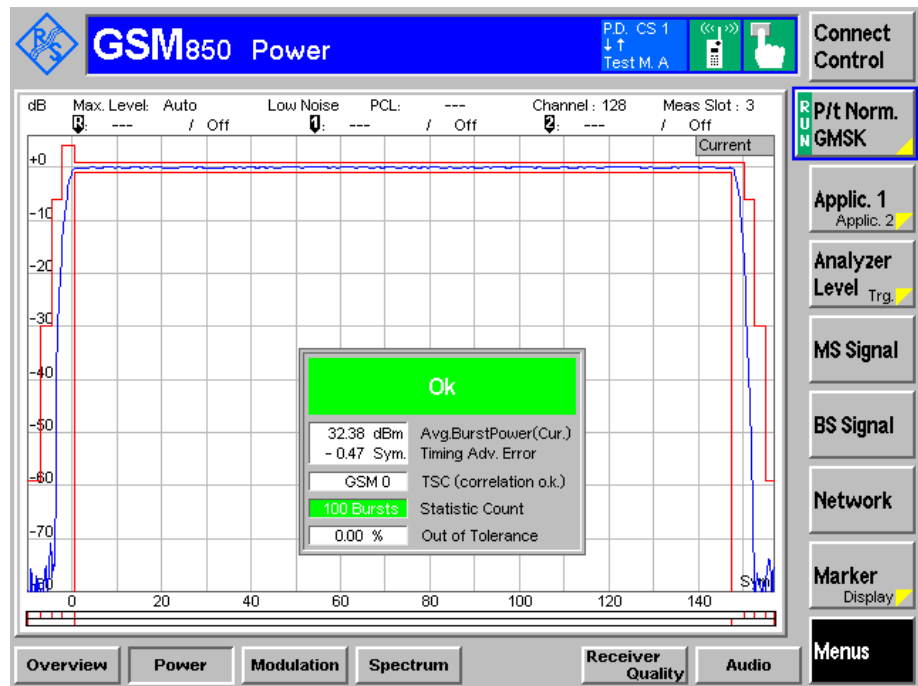 R&S GSM850 Power P.D. CS 1
↓↑
Test M. A
Connect Control
dB Max. Level: Auto Low Noise PCL: --- Channel : 128 Meas Slot : 3
R: --- / Off 1: --- / Off 2: --- / Off
Current
RUN P/t Norm. GMSK
Applic. 1
Applic. 2
Analyzer
Level Trg.
MS Signal
BS Signal
Network
Marker
Display
Menus
+0
-10
-20
-30
-40
-50
-60
-70
-80
Ok
32.38 dBm Avg.BurstPower(Cur.)
- 0.47 Sym. Timing Adv. Error
GSM 0 TSC (correlation o.k.)
100 Bursts Statistic Count
0.00 % Out of Tolerance
Sym
0 20 40 60 80 100 120 140
Overview Power Modulation Spectrum Receiver Quality Audio